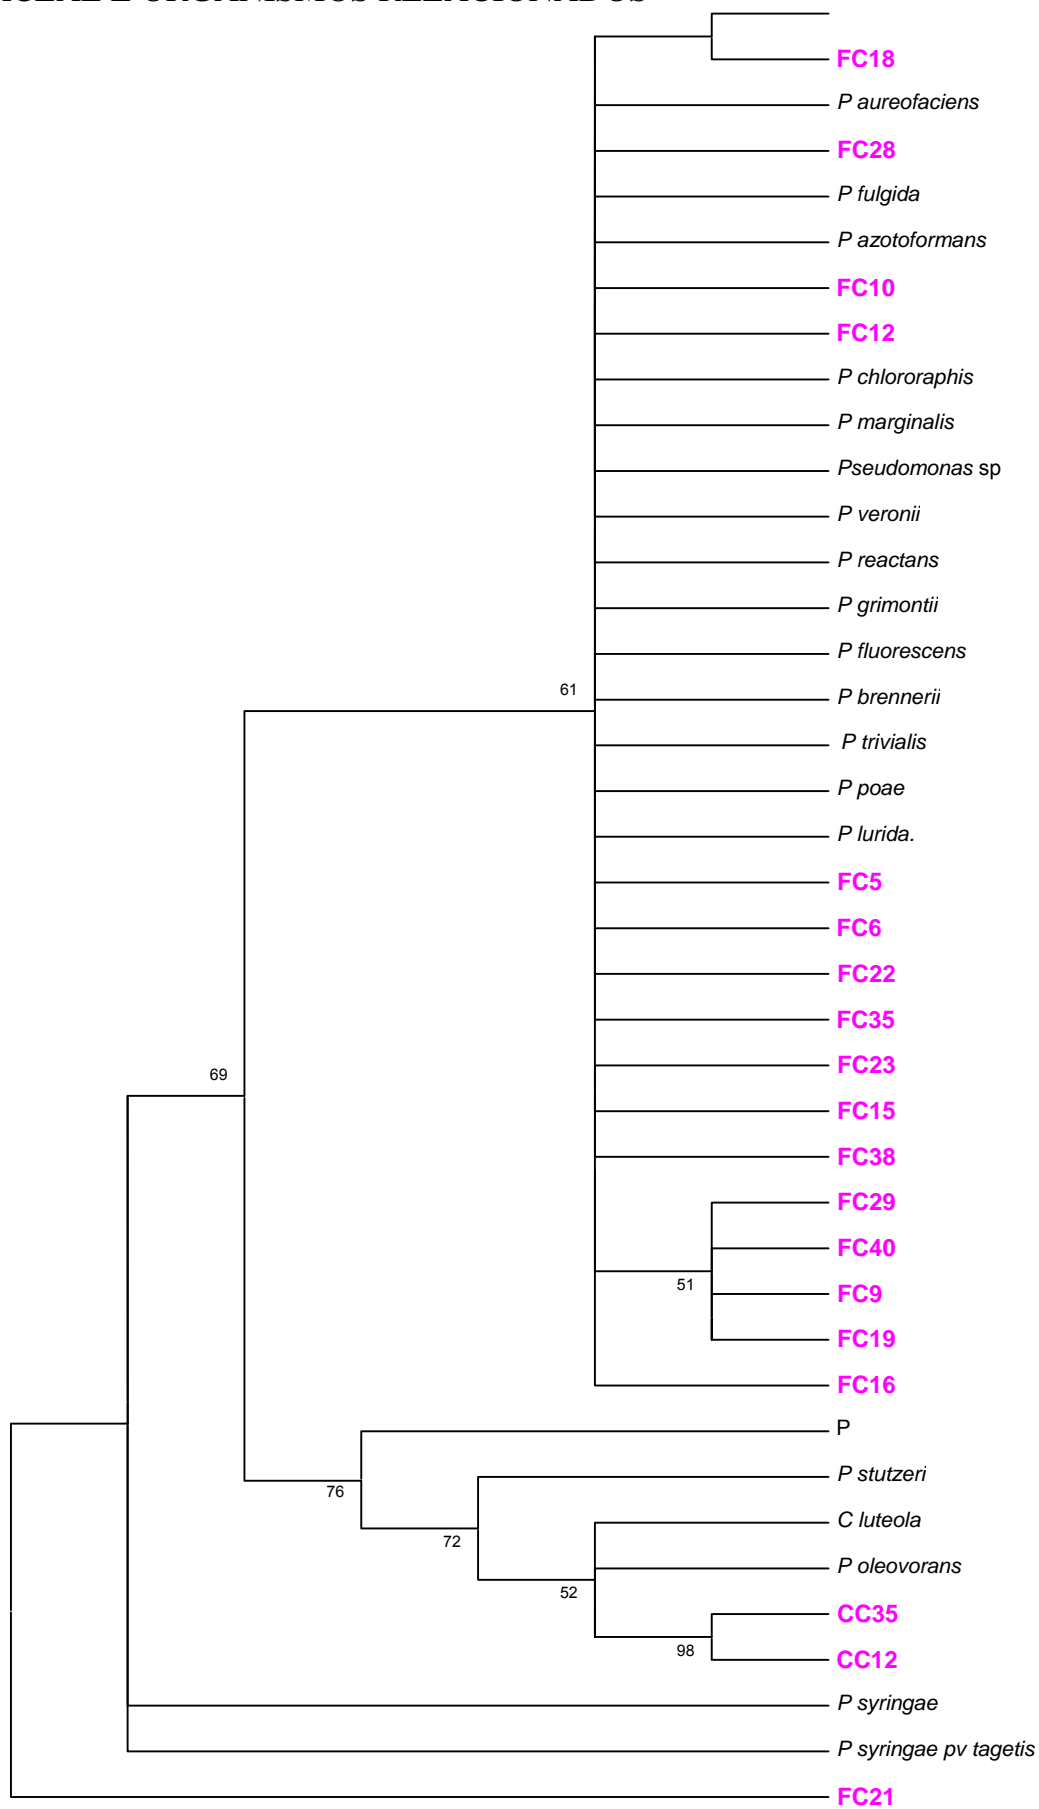 FC18
P aureofaciens
FC28
P fulgida
P azotoformans
FC10
FC12
P chlororaphis
P marginalis
Pseudomonas sp
P veronii
P reactans
P grimontii
P fluorescens
61
P brennerii
P trivialis
P poae
P lurida.
FC5
FC6
FC22
FC35
69
FC23
FC15
FC38
FC29
FC40
51
FC9
FC19
FC16
P
P stutzeri
76
C luteola
72
P oleovorans
52
CC35
98
CC12
P syringae
P syringae pv tagetis
FC21